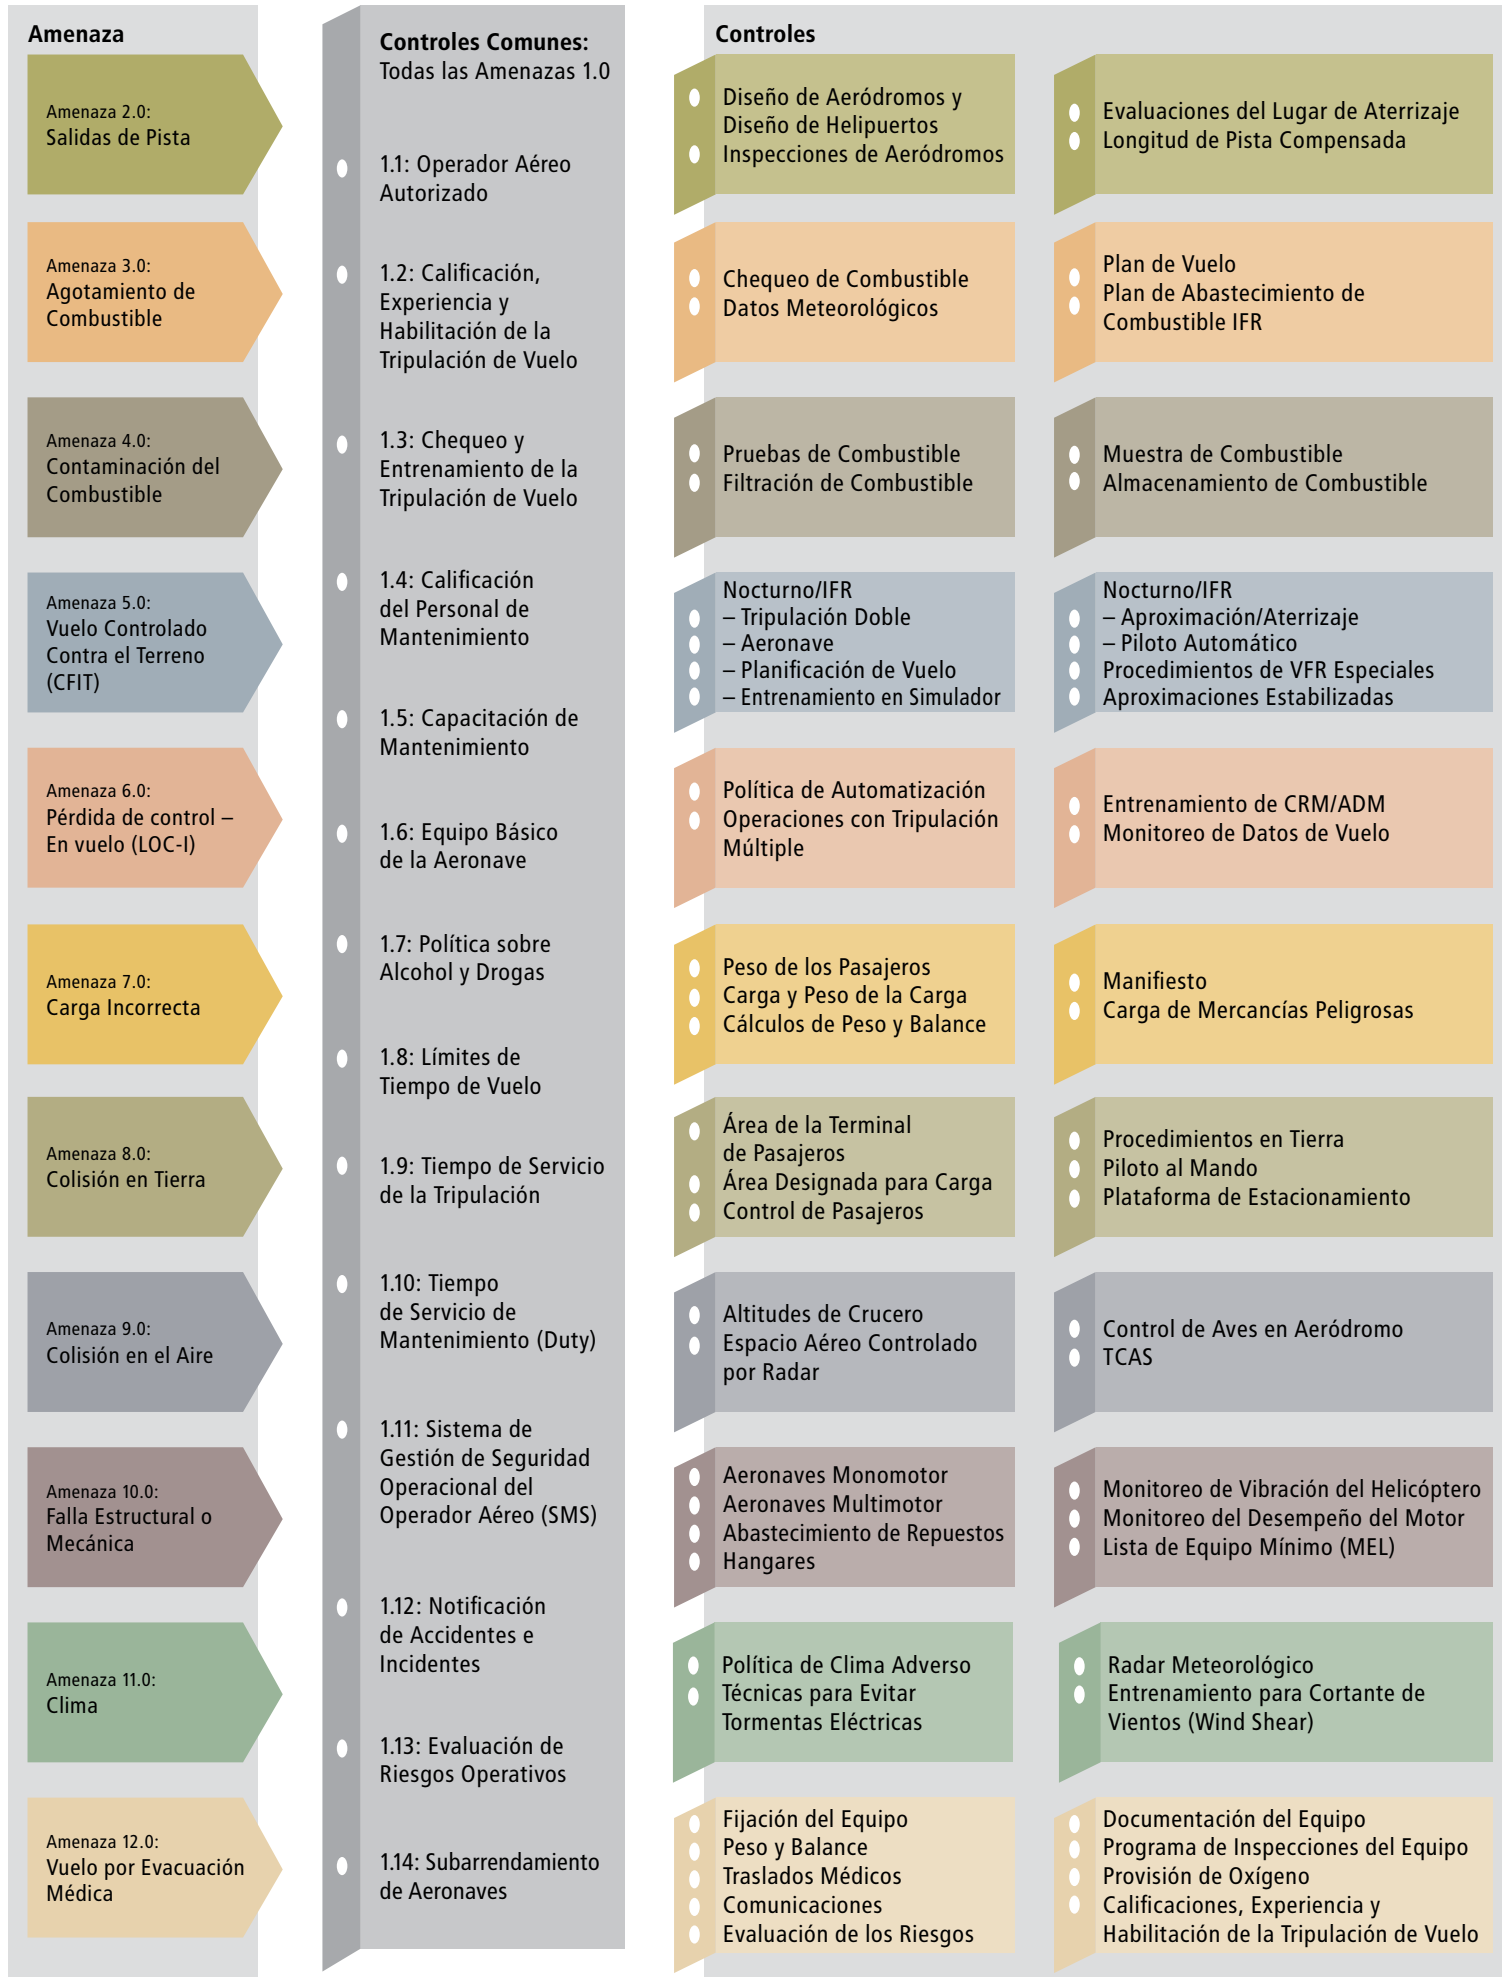 Amenaza
Amenaza 2.0:
Salidas de Pista
Amenaza 3.0:
Agotamiento de
Combustible
Amenaza 4.0:
Contaminación del
Combustible
Amenaza 5.0:
Vuelo Controlado
Contra el Terreno
(CFIT)
Amenaza 6.0:
Pérdida de control –
En vuelo (LOC-I)
Amenaza 7.0:
Carga Incorrecta
Amenaza 8.0:
Colisión en Tierra
Amenaza 9.0:
Colisión en el Aire
Amenaza 10.0:
Falla Estructural o
Mecánica
Amenaza 11.0:
Clima
Amenaza 12.0:
Vuelo por Evacuación
Médica
Controles Comunes:
Todas las Amenazas 1.0
1.1: Operador Aéreo
Autorizado
1.2: Calificación,
Experiencia y
Habilitación de la
Tripulación de Vuelo
1.3: Chequeo y
Entrenamiento de la
Tripulación de Vuelo
1.4: Calificación
del Personal de
Mantenimiento
1.5: Capacitación de
Mantenimiento
1.6: Equipo Básico
de la Aeronave
1.7: Política sobre
Alcohol y Drogas
1.8: Límites de
Tiempo de Vuelo
1.9: Tiempo de Servicio
de la Tripulación
1.10: Tiempo
de Servicio de
Mantenimiento (Duty)
1.11: Sistema de
Gestión de Seguridad
Operacional del
Operador Aéreo (SMS)
1.12: Notificación
de Accidentes e
Incidentes
1.13: Evaluación de
Riesgos Operativos
1.14: Subarrendamiento
de Aeronaves
Controles
Diseño de Aeródromos y
Diseño de Helipuertos
Inspecciones de Aeródromos
Evaluaciones del Lugar de Aterrizaje
Longitud de Pista Compensada
Chequeo de Combustible
Datos Meteorológicos
Plan de Vuelo
Plan de Abastecimiento de
Combustible IFR
Pruebas de Combustible
Filtración de Combustible
Muestra de Combustible
Almacenamiento de Combustible
Nocturno/IFR
– Tripulación Doble
– Aeronave
– Planificación de Vuelo
– Entrenamiento en Simulador
Nocturno/IFR
– Aproximación/Aterrizaje
– Piloto Automático
Procedimientos de VFR Especiales
Aproximaciones Estabilizadas
Política de Automatización
Operaciones con Tripulación
Múltiple
Entrenamiento de CRM/ADM
Monitoreo de Datos de Vuelo
Peso de los Pasajeros
Carga y Peso de la Carga
Cálculos de Peso y Balance
Manifiesto
Carga de Mercancías Peligrosas
Área de la Terminal
de Pasajeros
Área Designada para Carga
Control de Pasajeros
Procedimientos en Tierra
Piloto al Mando
Plataforma de Estacionamiento
Altitudes de Crucero
Espacio Aéreo Controlado
por Radar
Control de Aves en Aeródromo
TCAS
Aeronaves Monomotor
Aeronaves Multimotor
Abastecimiento de Repuestos
Hangares
Monitoreo de Vibración del Helicóptero
Monitoreo del Desempeño del Motor
Lista de Equipo Mínimo (MEL)
Política de Clima Adverso
Técnicas para Evitar
Tormentas Eléctricas
Radar Meteorológico
Entrenamiento para Cortante de
Vientos (Wind Shear)
Fijación del Equipo
Peso y Balance
Traslados Médicos
Comunicaciones
Evaluación de los Riesgos
Documentación del Equipo
Programa de Inspecciones del Equipo
Provisión de Oxígeno
Calificaciones, Experiencia y
Habilitación de la Tripulación de Vuelo